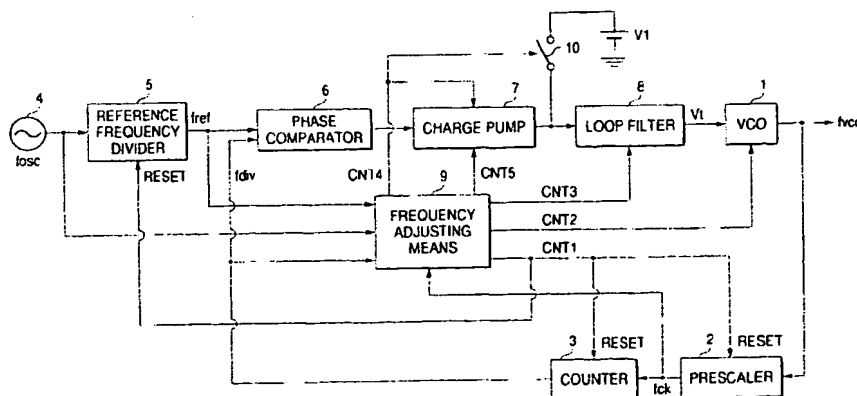 10
V1
4
fosc
5
REFERENCE
FREQUENCY
DIVIDER
RESET
fref
6
PHASE
COMPARATOR
fdiv
7
CHARGE PUMP
8
LOOP FILTER
Vt
1
VCO
fvco
CNT4
CNT5
9
FREQUENCY
ADJUSTING
MEANS
CNT3
CNT2
CNT1
3
COUNTER
RESET
fck
2
PRESCALER
RESET